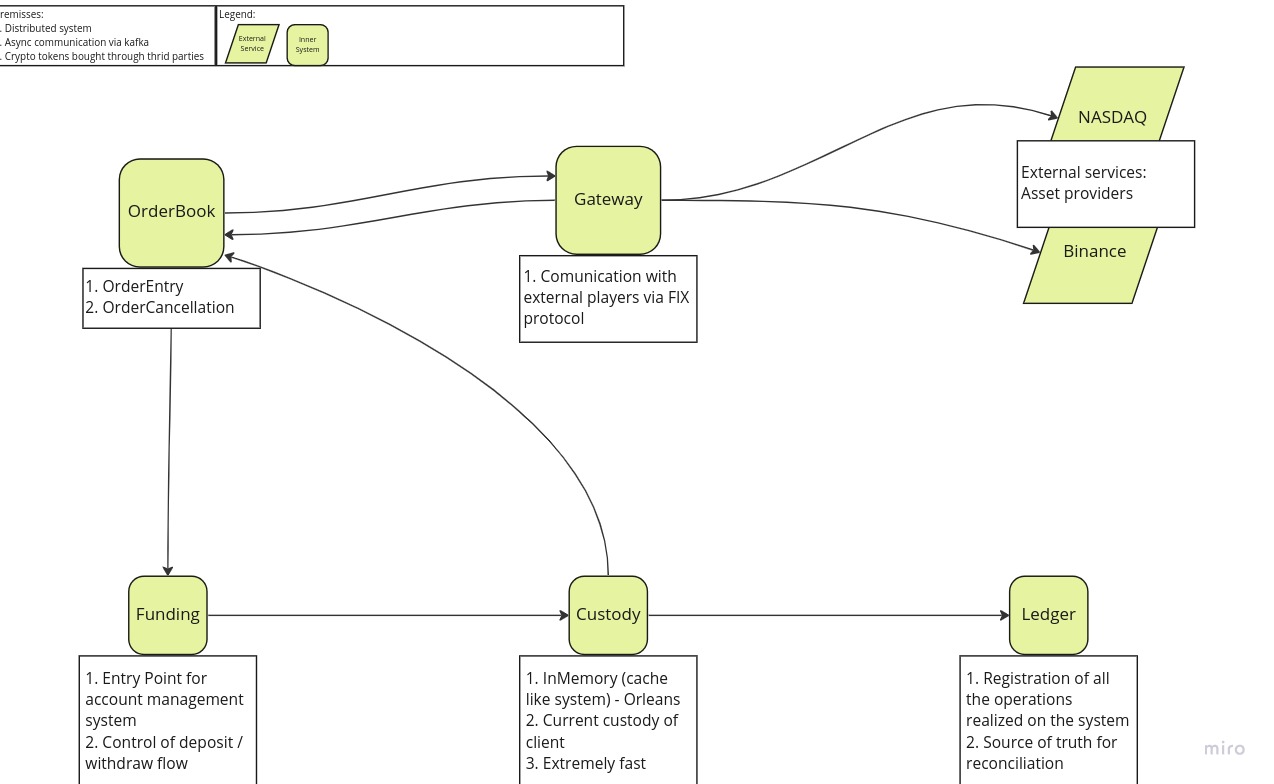 remisses:
. Distributed system
. Async communication via kafka
. Crypto tokens bought through thrid parties
Legend:
External
Service
Inner
System
NASDAQ
External services:
Asset providers
Binance
OrderBook
Gateway
1. OrderEntry
2. OrderCancellation
1. Comunication with
external players via FIX
protocol
Funding
Custody
Ledger
1. Entry Point for
account management
system
2. Control of deposit /
withdraw flow
1. InMemory (cache
like system) - Orleans
2. Current custody of
client
3. Extremely fast
1. Registration of all
the operations
realized on the system
2. Source of truth for
reconciliation
miro